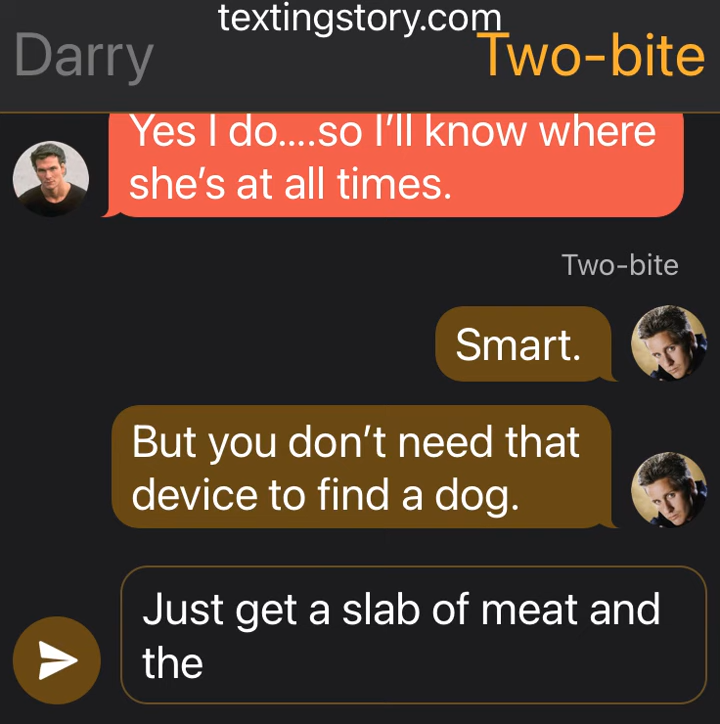 textingstory.com
Darry
Two-bite
Yes I do....so I'll know where
she's at all times.
Two-bite
Smart.
But you don't need that
device to find a dog.
Just get a slab of meat and
the